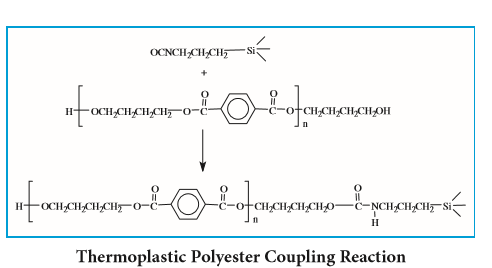 OCNCH2CH2CH2 Si
+
H OCH2CH2CH2CH2 O C O C O CH2CH2CH2CH2OH
n
H OCH2CH2CH2CH2 O C O C O CH2CH2CH2CH2O O C NCH2CH2CH2 Si
n H
Thermoplastic Polyester Coupling Reaction